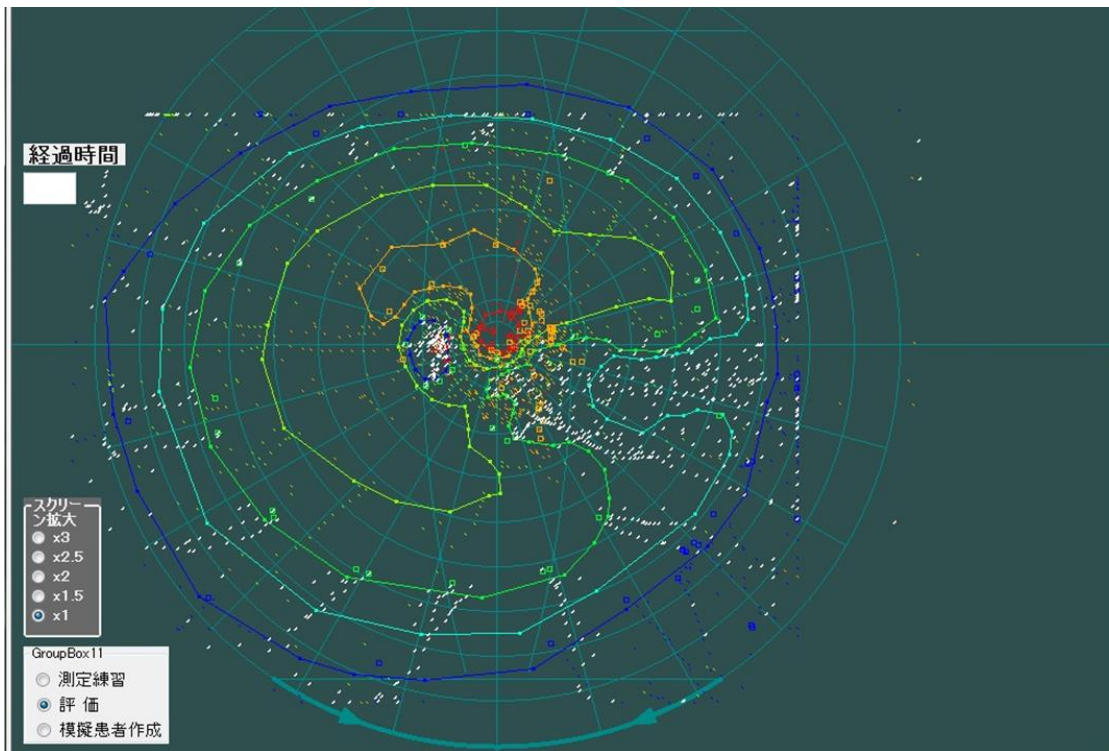 経過時間
スクリー
ン拡大
x3
x2.5
x2
x1.5
x1
GroupBox11
測定練習
評 価
模擬患者作成